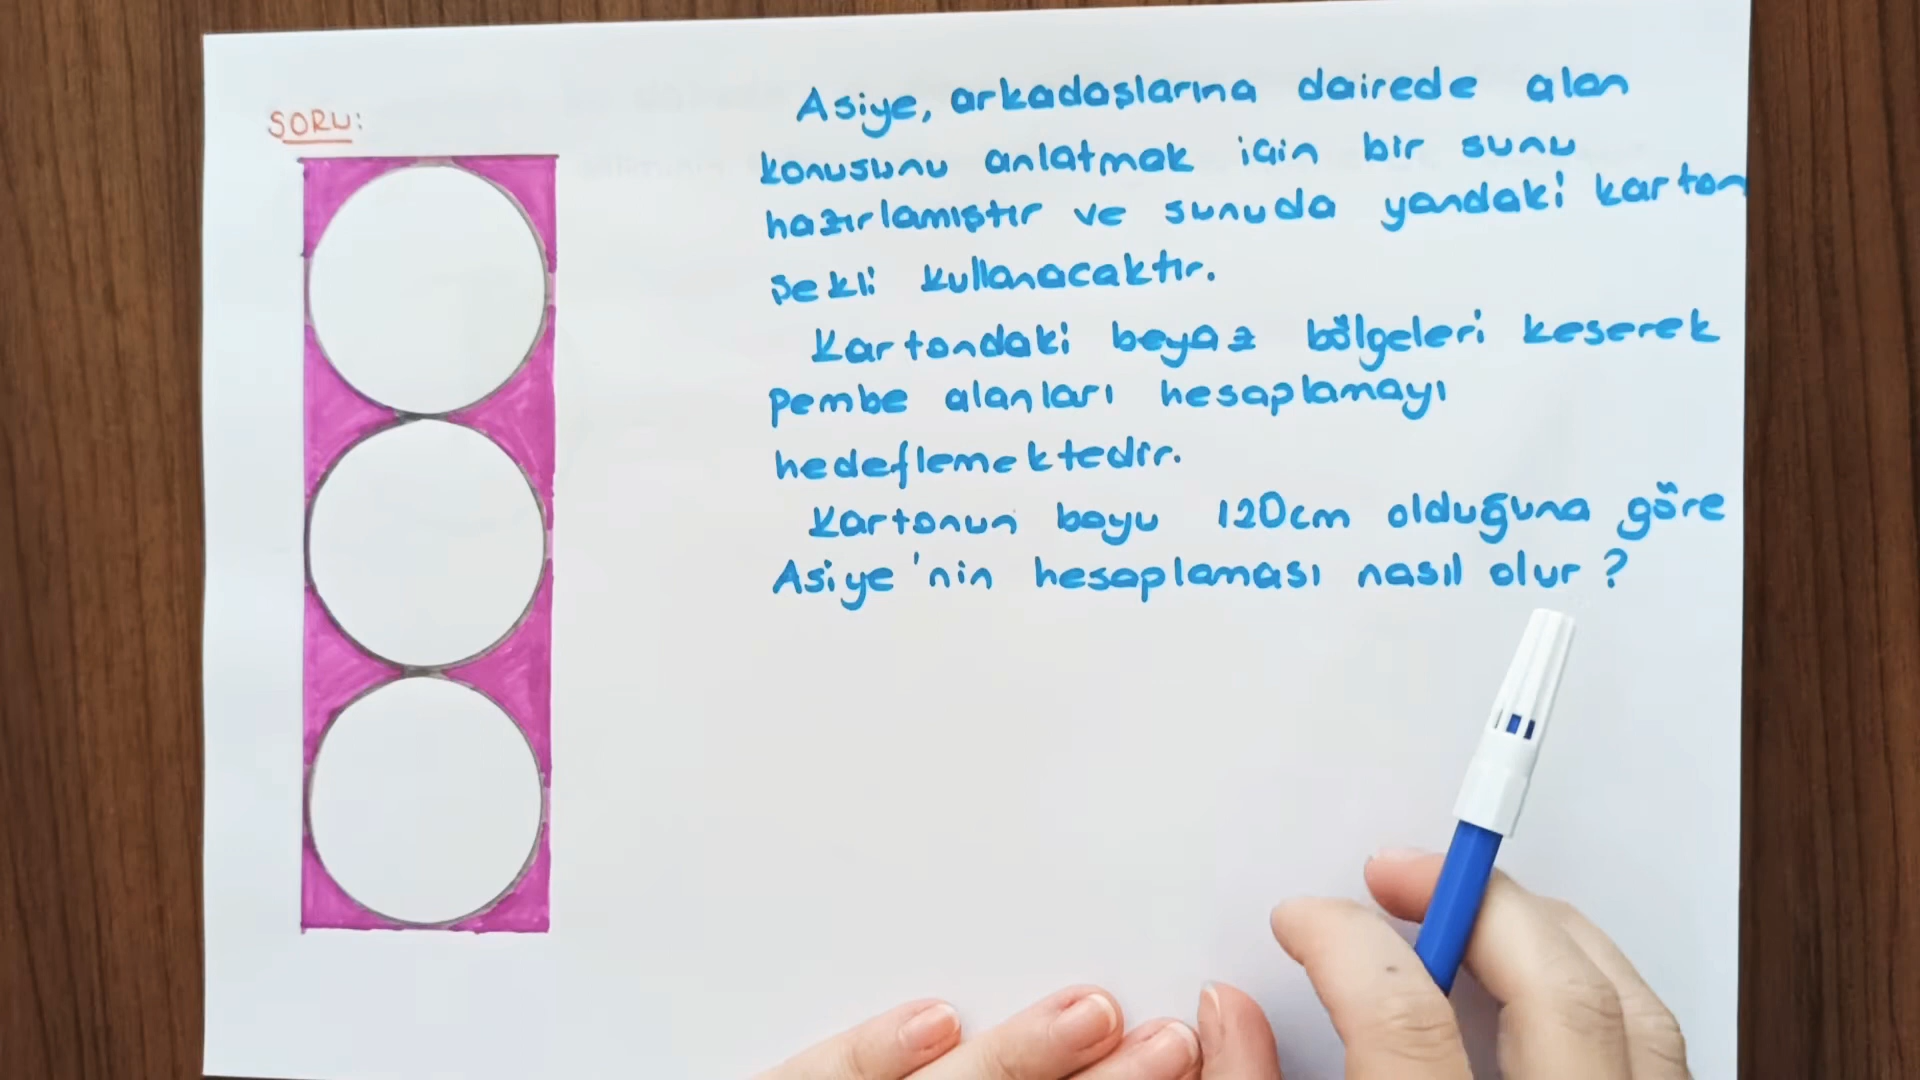 SORU:
Asiye, arkadaşlarına dairede alan
konusunu anlatmak için bir sunu
hazırlamıştır ve sunuda yandaki karton
şekli kullanacaktır.
Kartondaki beyaz bölgeleri keserek
pembe alanları hesaplamayı
hedeflemektedir.
Kartonun boyu 120cm olduğuna göre
Asiye'nin hesaplaması nasıl olur?